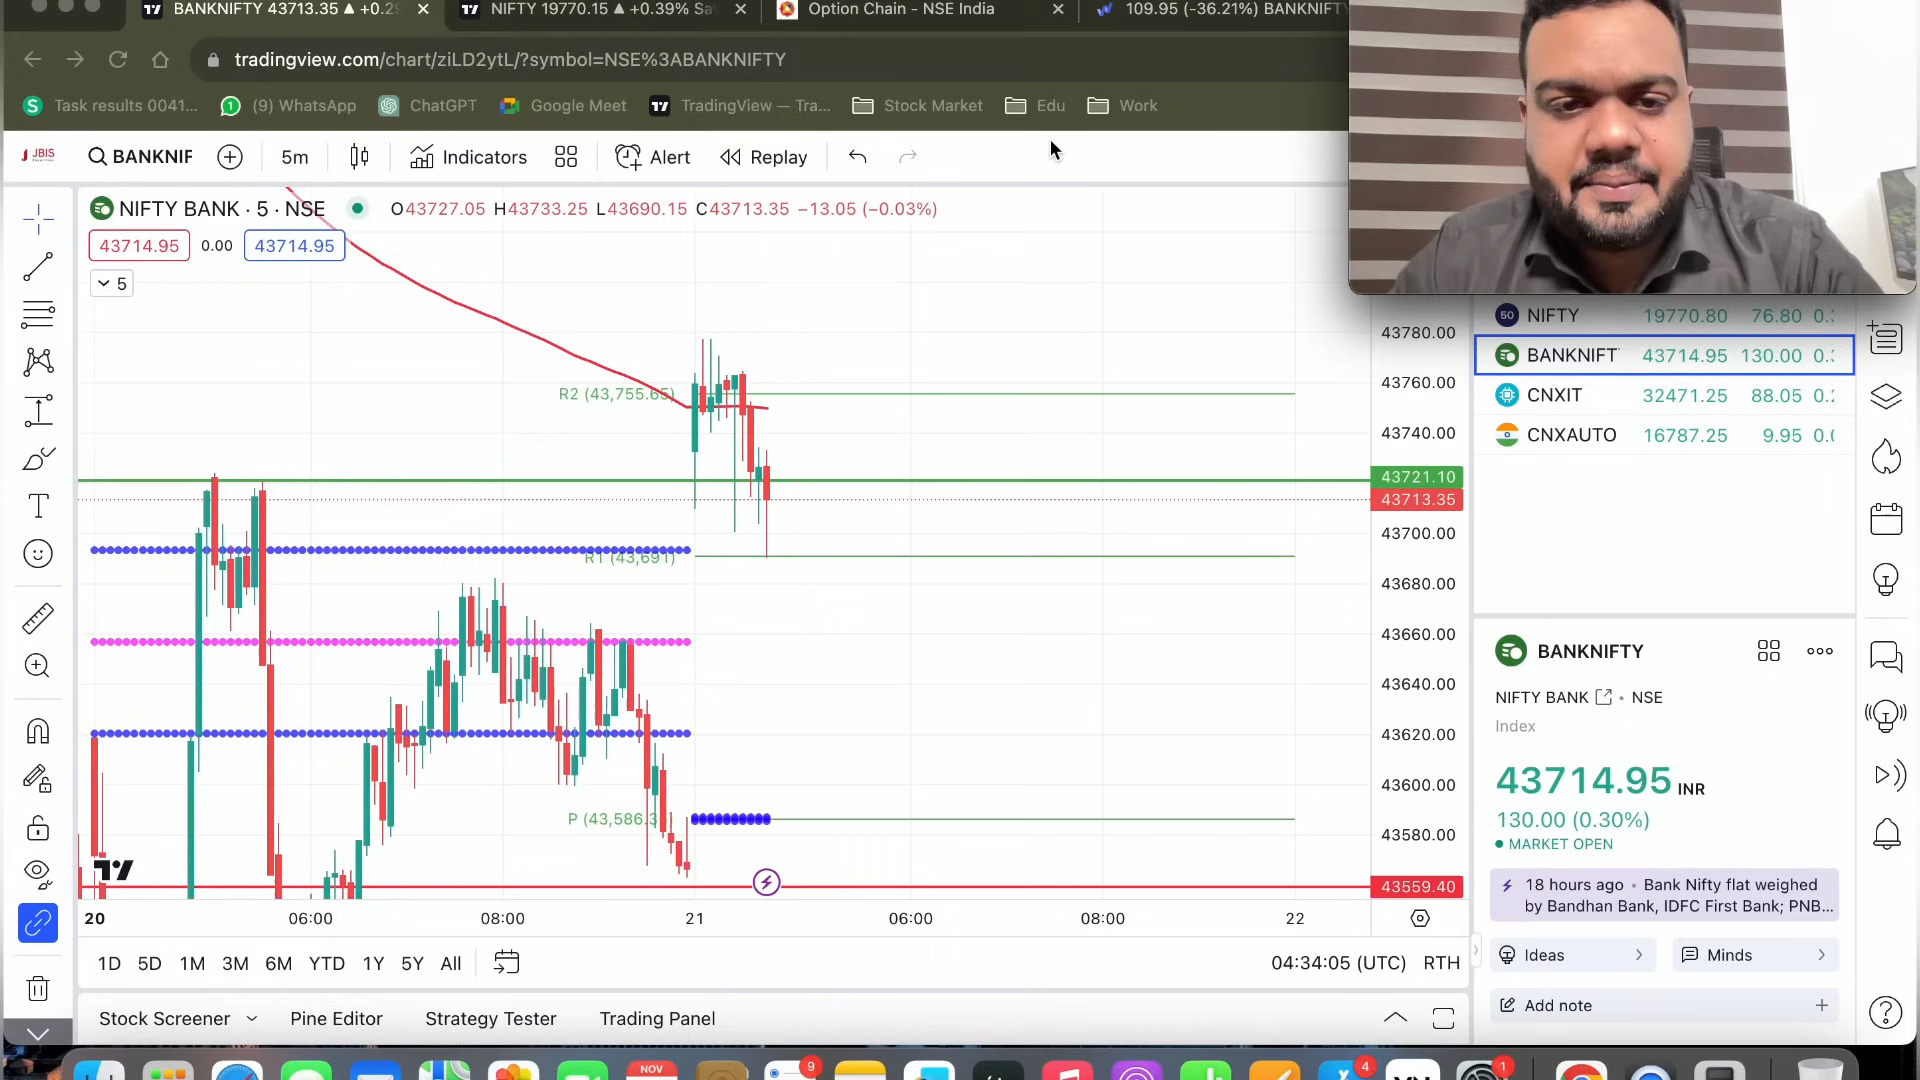 BANKNIFTY 43713.35 ▲ +0.29
NIFTY 19770.15 ▲ +0.39%
Option Chain - NSE India
109.95 (-36.21%) BANKNIFTY
tradingview.com/chart/ziLD2ytL/?symbol=NSE%3ABANKNIFTY
Task results 0041...
(9) WhatsApp
ChatGPT
Google Meet
TradingView — Tra...
Stock Market
Edu
Work
JBIS
BANKNIF
5m
Indicators
Alert
Replay
NIFTY BANK · 5 · NSE
O43727.05 H43733.25 L43690.15 C43713.35 −13.05 (−0.03%)
43714.95
0.00
43714.95
5
R2 (43,755.65)
R1 (43,691)
P (43,586.3
43780.00
43760.00
43740.00
43721.10
43713.35
43700.00
43680.00
43660.00
43640.00
43620.00
43600.00
43580.00
43559.40
20
06:00
08:00
21
06:00
08:00
22
1D
5D
1M
3M
6M
YTD
1Y
5Y
All
04:34:05 (UTC)
RTH
Stock Screener
Pine Editor
Strategy Tester
Trading Panel
50
NIFTY 19770.80 76.80
BANKNIFT 43714.95 130.00
CNXIT 32471.25 88.05
CNXAUTO 16787.25 9.95
BANKNIFTY
NIFTY BANK • NSE
Index
43714.95 INR
130.00 (0.30%)
MARKET OPEN
18 hours ago • Bank Nifty flat weighed
by Bandhan Bank, IDFC First Bank; PNB...
Ideas
Minds
Add note
NOV
9
4
1